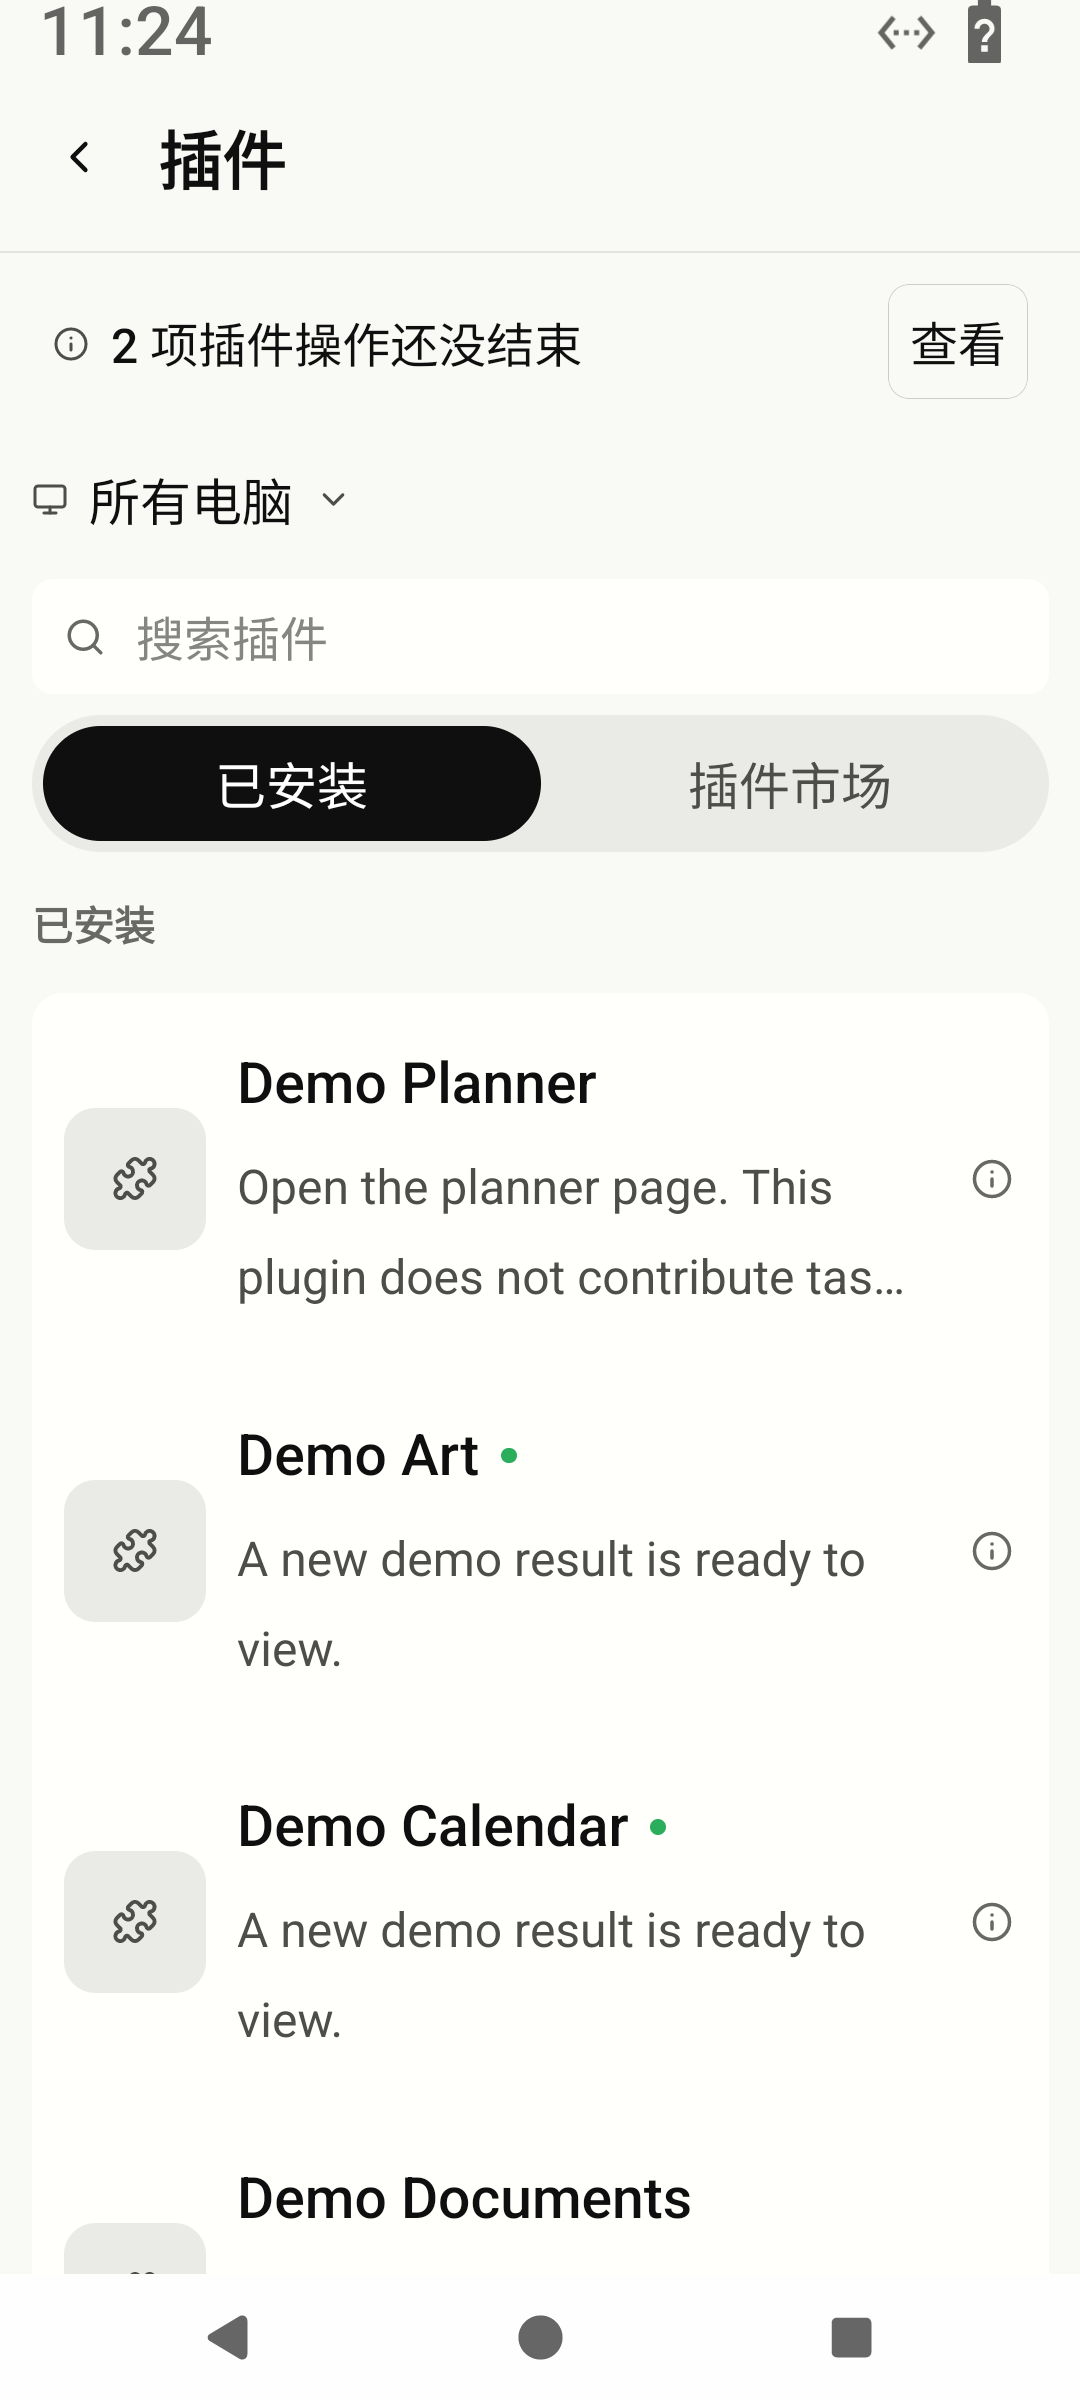 11:24
插件
2 项插件操作还没结束
查看
所有电脑
搜索插件
已安装
插件市场
已安装
Demo Planner
Open the planner page. This
plugin does not contribute tas...
Demo Art
A new demo result is ready to
view.
Demo Calendar
A new demo result is ready to
view.
Demo Documents